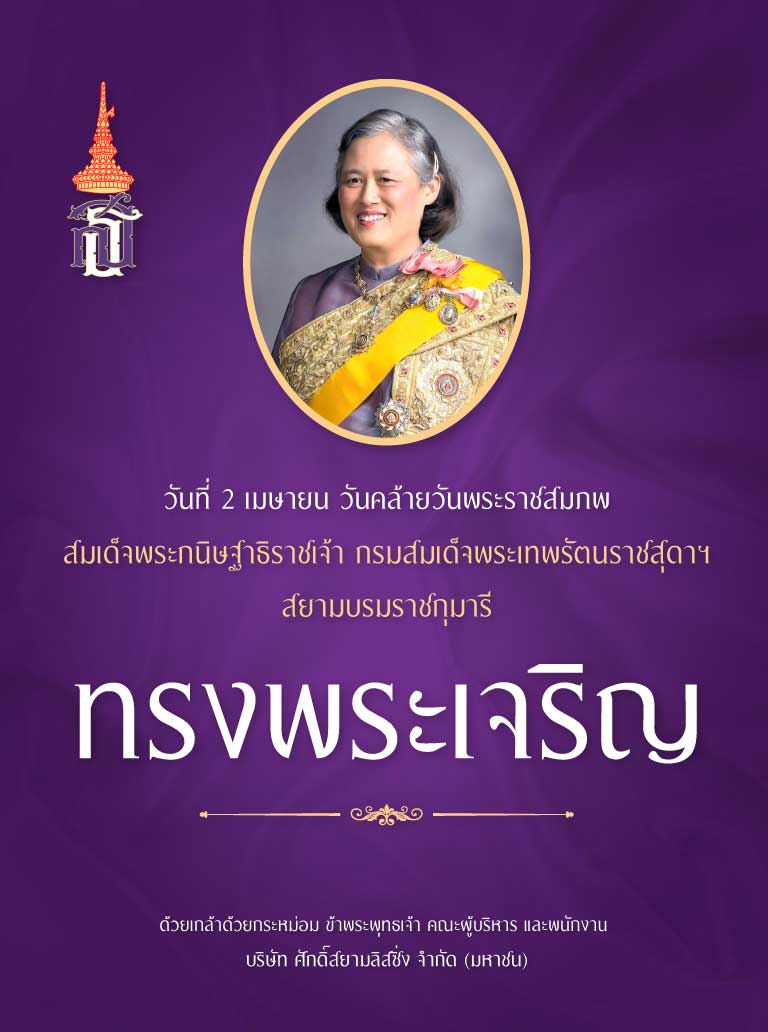 วันที่ 2 เมษายน วันคล้ายวันพระราชสมภพ
สมเด็จพระกนิษฐาธิราชเจ้า กรมสมเด็จพระเทพรัตนราชสุดาฯ
สยามบรมราชกุมารี
ทรงพระเจริญ
ด้วยเกล้าด้วยกระหม่อม ข้าพระพุทธเจ้า คณะผู้บริหาร และพนักงาน
บริษัท ศักดิ์สยามลิสซิ่ง จำกัด (มหาชน)